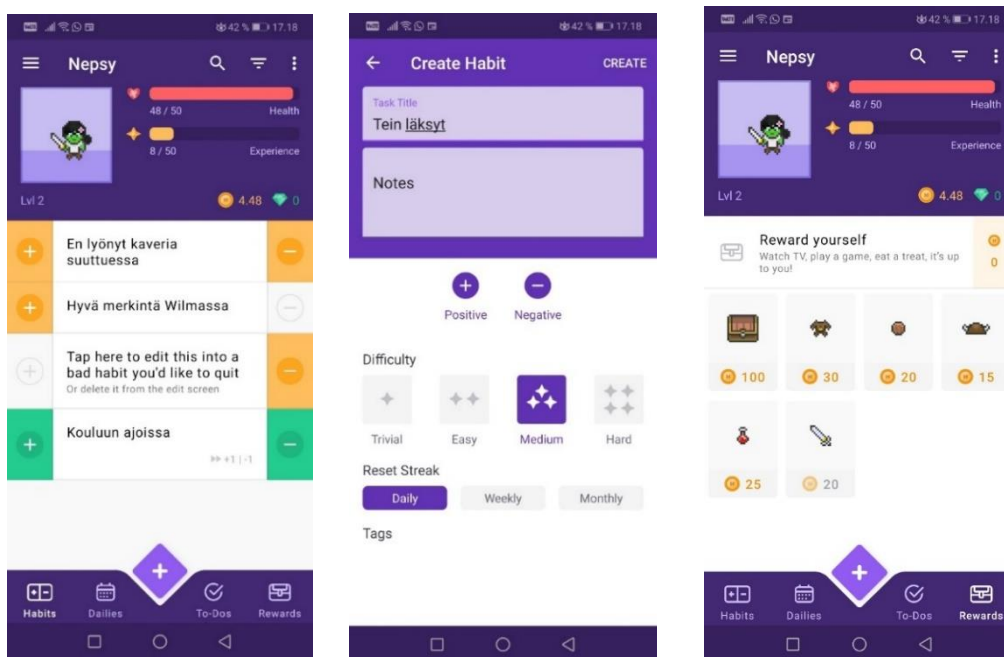 42 % 17.18
Nepsy
48 / 50 Health
8 / 50 Experience
Lvl 2 4.48 0
En lyönyt kaveria
suuttuessa
Hyvä merkintä Wilmassa
Tap here to edit this into a
bad habit you'd like to quit
Or delete it from the edit screen
Kouluun ajoissa
+1 | -1
Habits Dailies To-Dos Rewards
42 % 17.18
Create Habit CREATE
Task Title
Tein läksyt
Notes
Positive Negative
Difficulty
Trivial Easy Medium Hard
Reset Streak
Daily Weekly Monthly
Tags
42 % 17.18
Nepsy
48 / 50 Health
8 / 50 Experience
Lvl 2 4.48 0
Reward yourself
Watch TV, play a game, eat a treat, it's up
to you!
0
100 30 20 15
25 20
Habits Dailies To-Dos Rewards